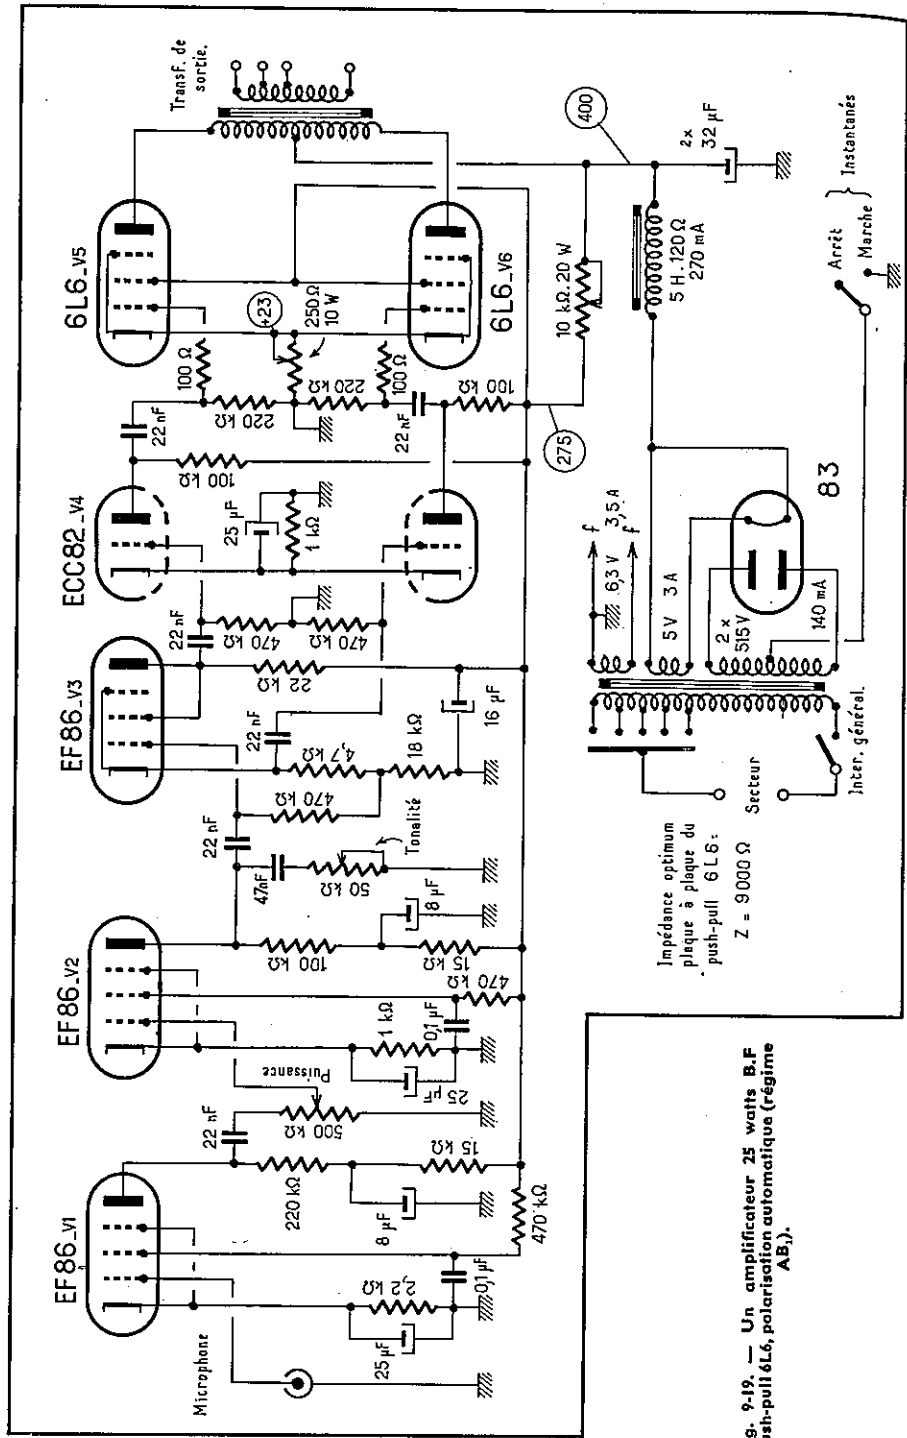 EF86_V1
EF86_V2
EF86_V3
ECC82_V4
6L6_V5
6L6_V6
Transf. de
sortie.
Microphone
25 µF
2,2 kΩ
0,1 µF
470 kΩ
220 kΩ
8 µF
15 kΩ
22 nF
500 kΩ
Puissance
25 µF
1 kΩ
0,1 µF
470 kΩ
100 kΩ
15 kΩ
8 µF
22 nF
47nF
50 kΩ
Tonalité
470 kΩ
4,7 kΩ
18 kΩ
22 nF
16 µF
22 kΩ
22 nF
470 kΩ
470 kΩ
25 µF
1 kΩ
100 kΩ
22 nF
100 Ω
220 kΩ
220 kΩ
100 Ω
22 nF
100 kΩ
+23
250 Ω
10 W
275
10 kΩ. 20 W
400
2x
32 µF
5 H. 120 Ω
270 mA
Instantanés
Arrêt
Marche
83
6,3 V 3,5 A
f
f
5 V 3 A
2 x
515 V
140 mA
Inter. général.
Secteur
Impédance optimum
plaque à plaque du
push-pull 6L6 =
Z = 9000 Ω
g. 9-19. — Un amplificateur 25 watts B.F
ush-pull 6L6, polarisation automatique (régime
AB₁).